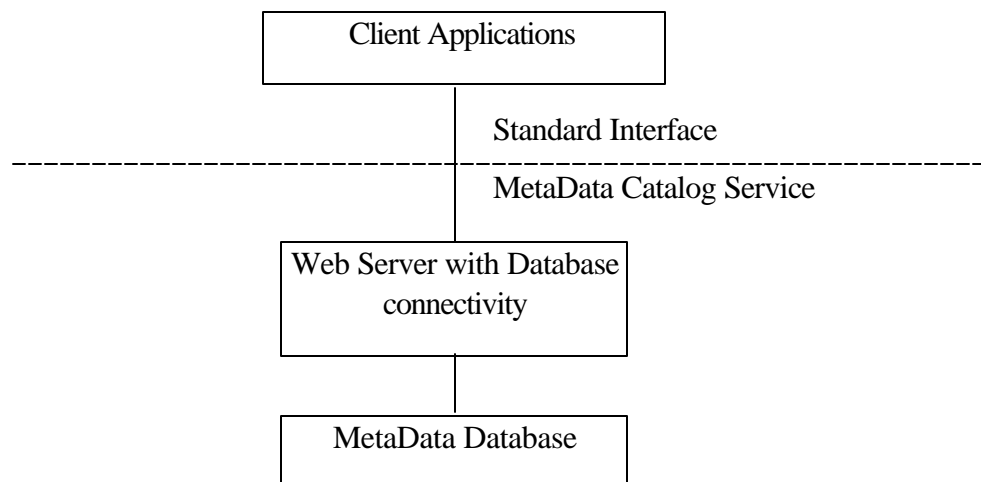 Client Applications
Standard Interface
MetaData Catalog Service
Web Server with Database
connectivity
MetaData Database